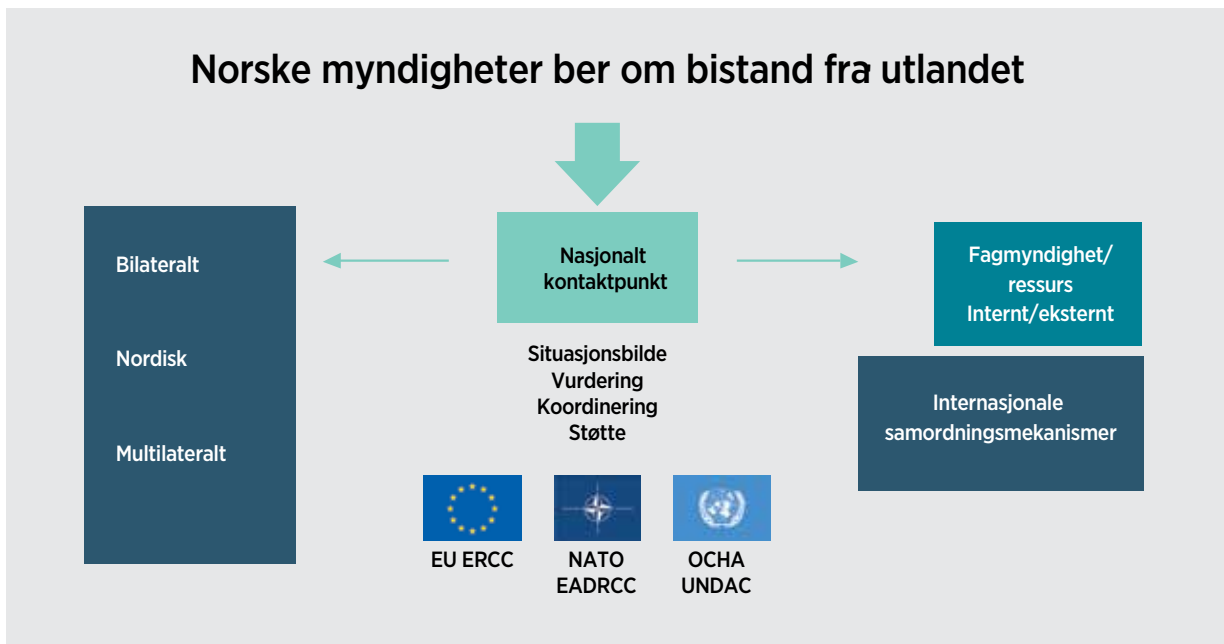 Norske myndigheter ber om bistand fra utlandet
Bilateralt
Nordisk
Multilateralt
Nasjonalt
kontaktpunkt
Situasjonsbilde
Vurdering
Koordinering
Støtte
EU ERCC
NATO
EADRCC
OCHA
UNDAC
Fagmyndighet/
ressurs
Internt/eksternt
Internasjonale
samordningsmekanismer